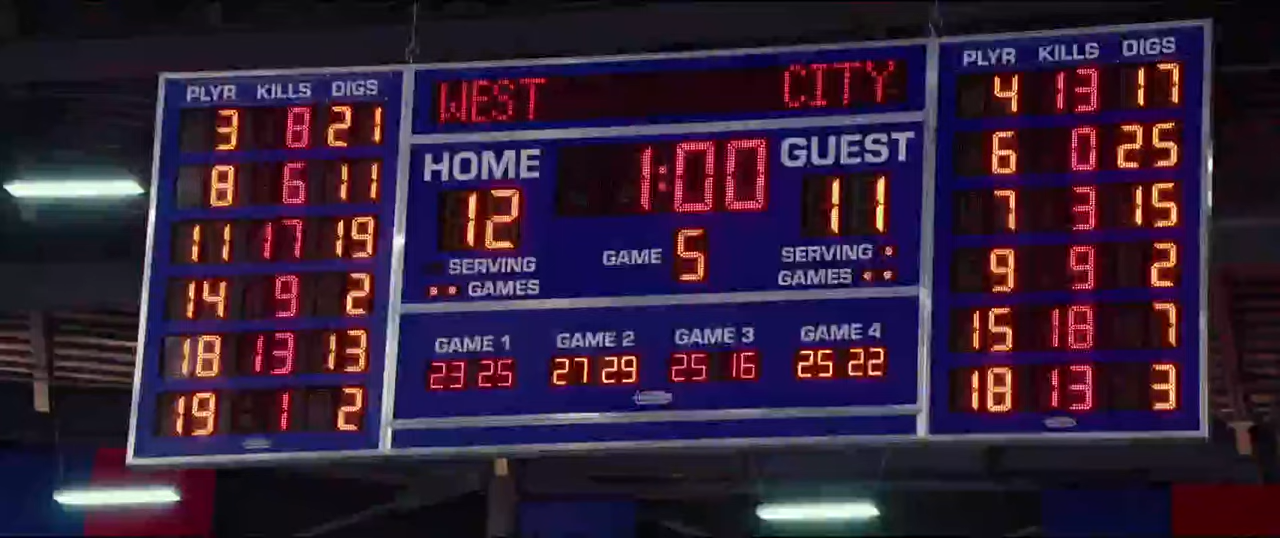 PLYR KILLS DIGS
3 8 21
8 6 11
11 17 19
14 9 2
18 13 13
19 1 2
WEST CITY
HOME 1:00 GUEST
12 11
GAME 5
SERVING SERVING
GAMES GAMES
GAME 1 GAME 2 GAME 3 GAME 4
23 25 27 29 25 16 25 22
PLYR KILLS DIGS
4 13 17
6 0 25
7 3 15
9 9 2
15 18 7
18 13 3